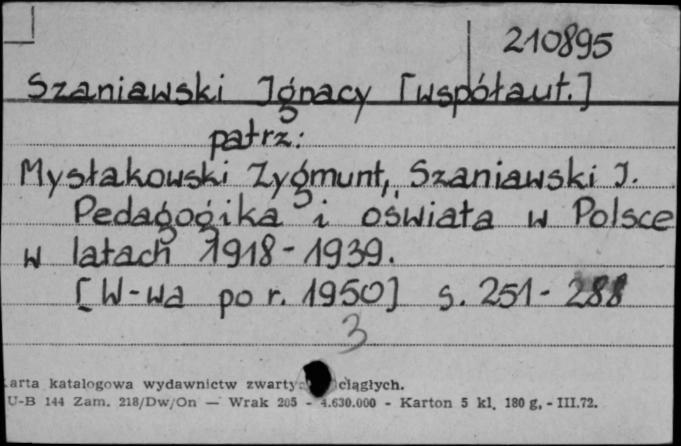 210895
Szaniawski Ignacy [współaut.]
patrz:
Mysłakowski Zygmunt, Szaniawski I.
Pedagogika i oświata w Polsce
w latach 1918-1939.
[W-wa po r. 1950] s. 251-288
3
arta katalogowa wydawnictw zwarty ciągłych.
U-B 144 Zam. 218/Dw/On — Wrak 205 - 4.630.000 - Karton 5 kl. 180 g, - III.72.